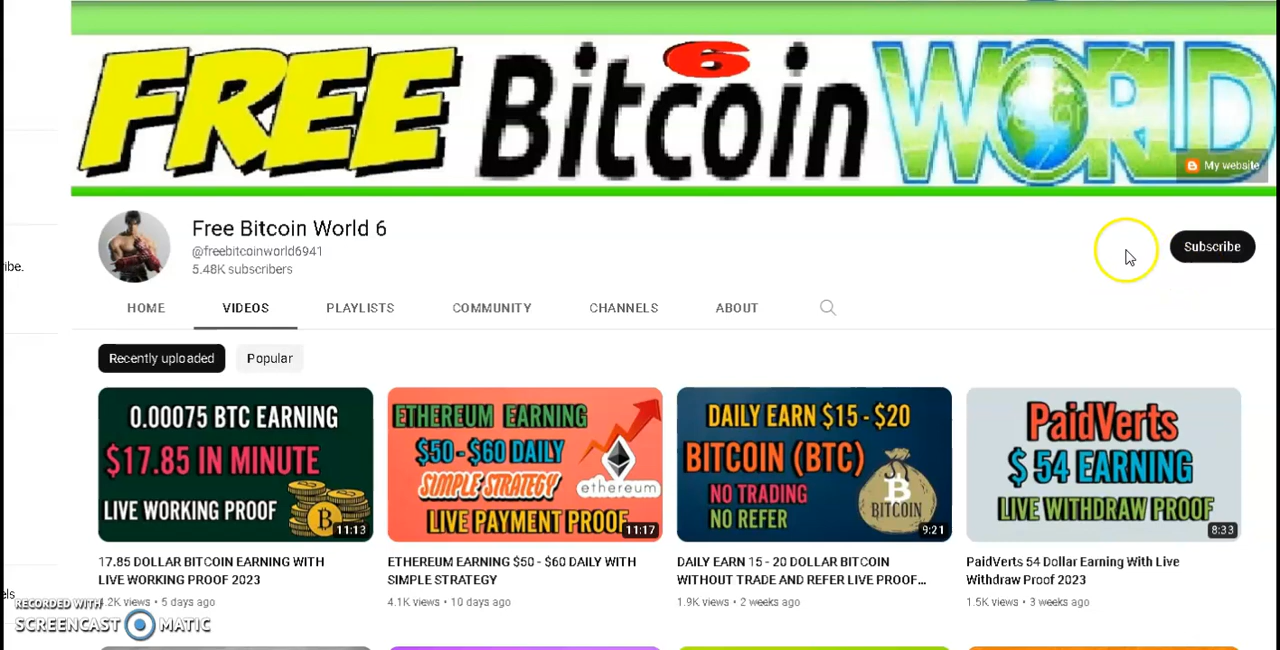 FREE Bitcoin 6 WORLD
My website
Free Bitcoin World 6
@freebitcoinworld6941
5.48K subscribers
Subscribe
ibe.
HOME VIDEOS PLAYLISTS COMMUNITY CHANNELS ABOUT
Recently uploaded Popular
0.00075 BTC EARNING
$17.85 IN MINUTE
LIVE WORKING PROOF
11:13
ETHEREUM EARNING
$50 - $60 DAILY
SIMPLE STRATEGY
ethereum
LIVE PAYMENT PROOF
11:17
DAILY EARN $15 - $20
BITCOIN (BTC)
NO TRADING
NO REFER
BITCOIN
9:21
PaidVerts
$ 54 EARNING
LIVE WITHDRAW PROOF
8:33
17.85 DOLLAR BITCOIN EARNING WITH
LIVE WORKING PROOF 2023
.2K views • 5 days ago
ETHEREUM EARNING $50 - $60 DAILY WITH
SIMPLE STRATEGY
4.1K views • 10 days ago
DAILY EARN 15 - 20 DOLLAR BITCOIN
WITHOUT TRADE AND REFER LIVE PROOF...
1.9K views • 2 weeks ago
PaidVerts 54 Dollar Earning With Live
Withdraw Proof 2023
1.5K views • 3 weeks ago
els
RECORDED WITH
SCREENCAST MATIC